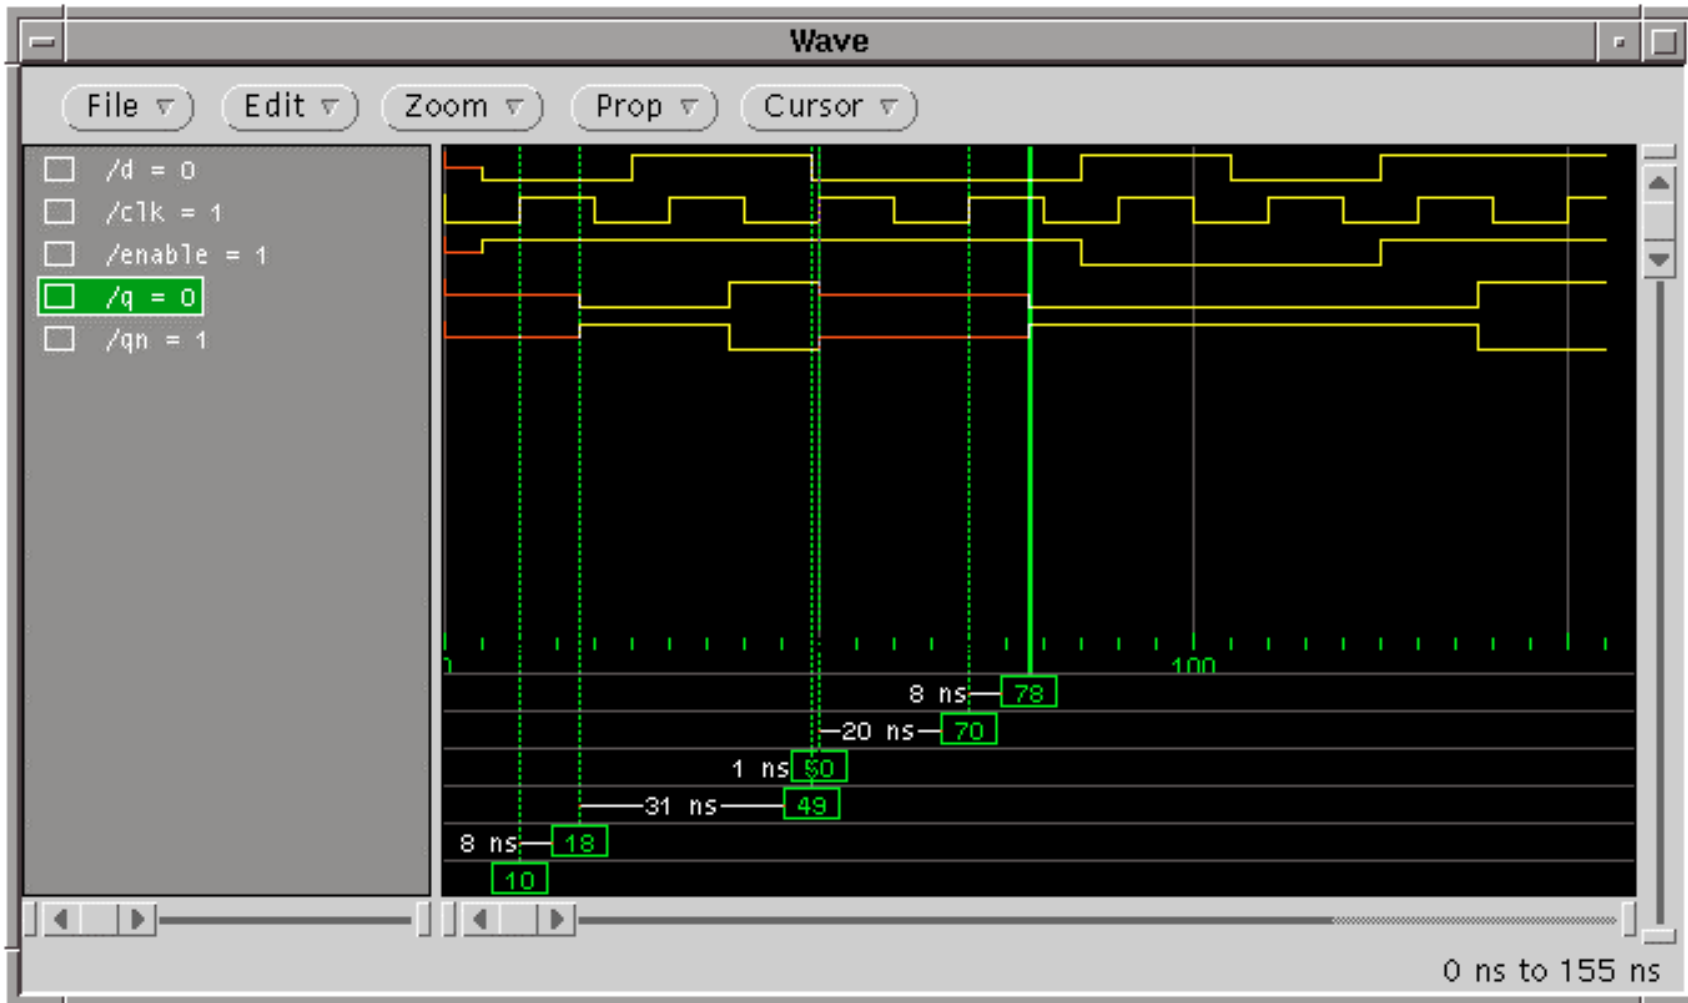 Wave
File Edit Zoom Prop Cursor
/d = 0
/clk = 1
/enable = 1
/q = 0
/qn = 1
0 100
8 ns 78
20 ns 70
1 ns 50
31 ns 49
8 ns 18
10
0 ns to 155 ns